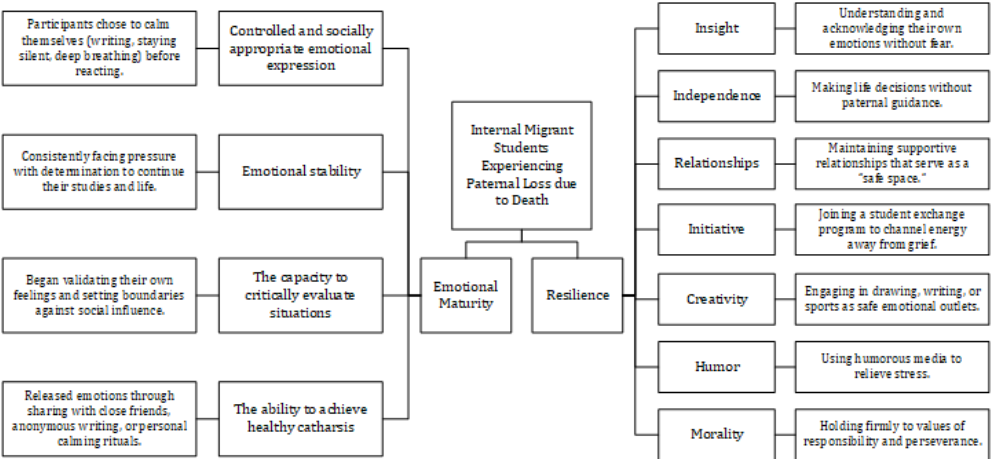 Participants chose to calm
themselves (writing, staying
silent, deep breathing) before
reacting.
Controlled and socially
appropriate emotional
expression
Consistently facing pressure
with determination to continue
their studies and life.
Emotional stability
Began validating their own
feelings and setting boundaries
against social influence.
The capacity to
critically evaluate
situations
Released emotions through
sharing with close friends,
anonymous writing, or personal
calming rituals.
The ability to achieve
healthy catharsis
Internal Migrant
Students
Experiencing
Paternal Loss due
to Death
Emotional
Maturity
Resilience
Insight
Understanding and
acknowledging their own
emotions without fear.
Independence
Making life decisions without
paternal guidance.
Relationships
Maintaining supportive
relationships that serve as a
“safe space.”
Initiative
Joining a student exchange
program to channel energy
away from grief.
Creativity
Engaging in drawing, writing, or
sports as safe emotional outlets.
Humor
Using humorous media to
relieve stress.
Morality
Holding firmly to values of
responsibility and perseverance.